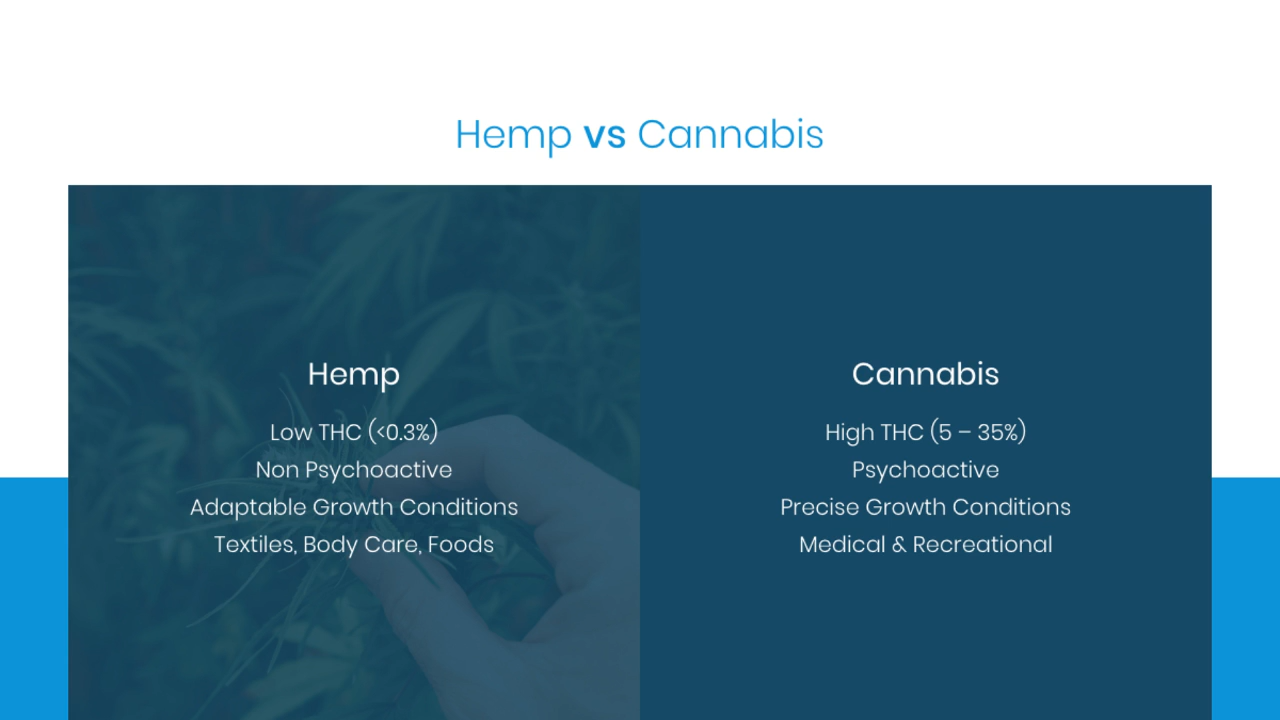 Hemp vs Cannabis
Hemp
Low THC (<0.3%)
Non Psychoactive
Adaptable Growth Conditions
Textiles, Body Care, Foods
Cannabis
High THC (5 – 35%)
Psychoactive
Precise Growth Conditions
Medical & Recreational